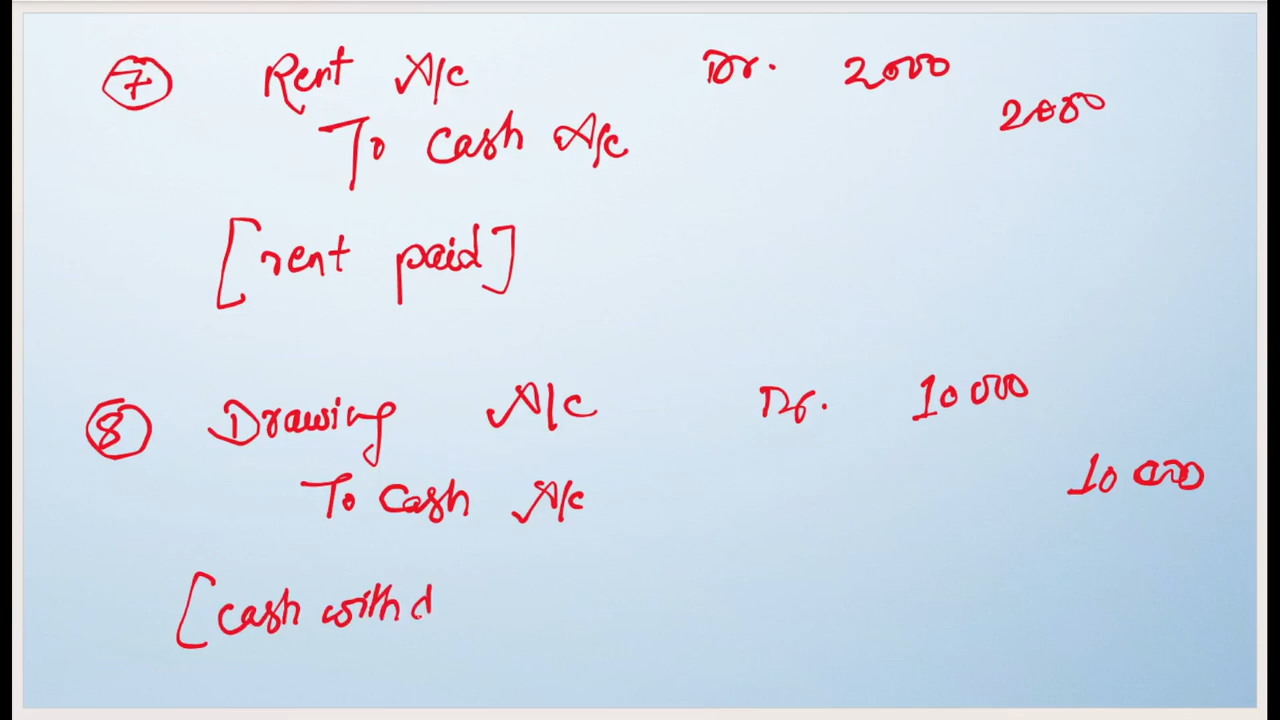 7 Rent A/c Dr. 2000
To cash A/c 2000
[rent paid]
8 Drawing A/c Dr. 10000
To Cash A/c 10000
[cash withd